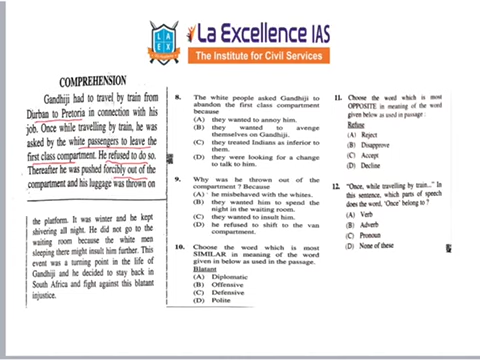 LA
EX
La Excellence IAS
The Institute for Civil Services
COMPREHENSION
Gandhiji had to travel by train from
Durban to Pretoria in connection with his
job. Once while travelling by train, he was
asked by the white passengers to leave the
first class compartment. He refused to do so.
Thereafter he was pushed forcibly out of the
compartment and his luggage was thrown on
the platform. It was winter and he kept
shivering all night. He did not go to the
waiting room because the white men
sleeping there might insult him further. This
event was a turning point in the life of
Gandhiji and he decided to stay back in
South Africa and fight against this blatant
injustice.
8. The white people asked Gandhiji to
abandon the first class compartment
because
(A) they wanted to annoy him.
(B) they wanted to avenge
themselves on Gandhiji.
(C) they treated Indians as inferior to
them.
(D) they were looking for a change
to talk to him.
9. Why was he thrown out of the
compartment ? Because
(A) he misbehaved with the whites.
(B) they wanted him to spend the
night in the waiting room.
(C) they wanted to insult him.
(D) he refused to shift to the van
compartment.
10. Choose the word which is most
SIMILAR in meaning of the word
given in below as used in the passage.
Blatant
(A) Diplomatic
(B) Offensive
(C) Defensive
(D) Polite
11. Choose the word which is most
OPPOSITE in meaning of the word
given below as used in passage :
Refuse
(A) Reject
(B) Disapprove
(C) Accept
(D) Decline
12. "Once, while travelling by train..." In
this sentence, which parts of speech
does the word, 'Once' belong to ?
(A) Verb
(B) Adverb
(C) Pronoun
(D) None of these